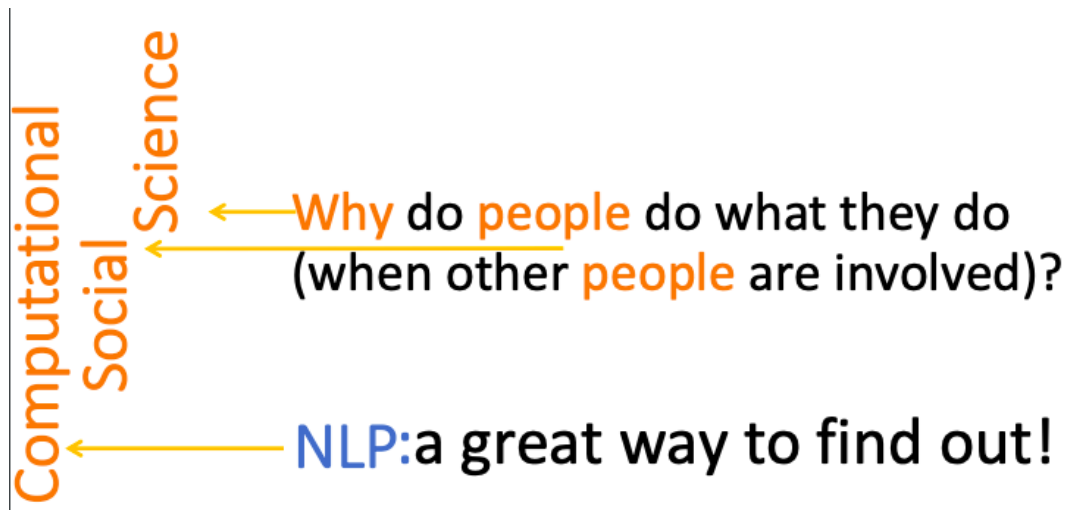 Computational
Social
Science
Why do people do what they do
(when other people are involved)?
NLP:a great way to find out!